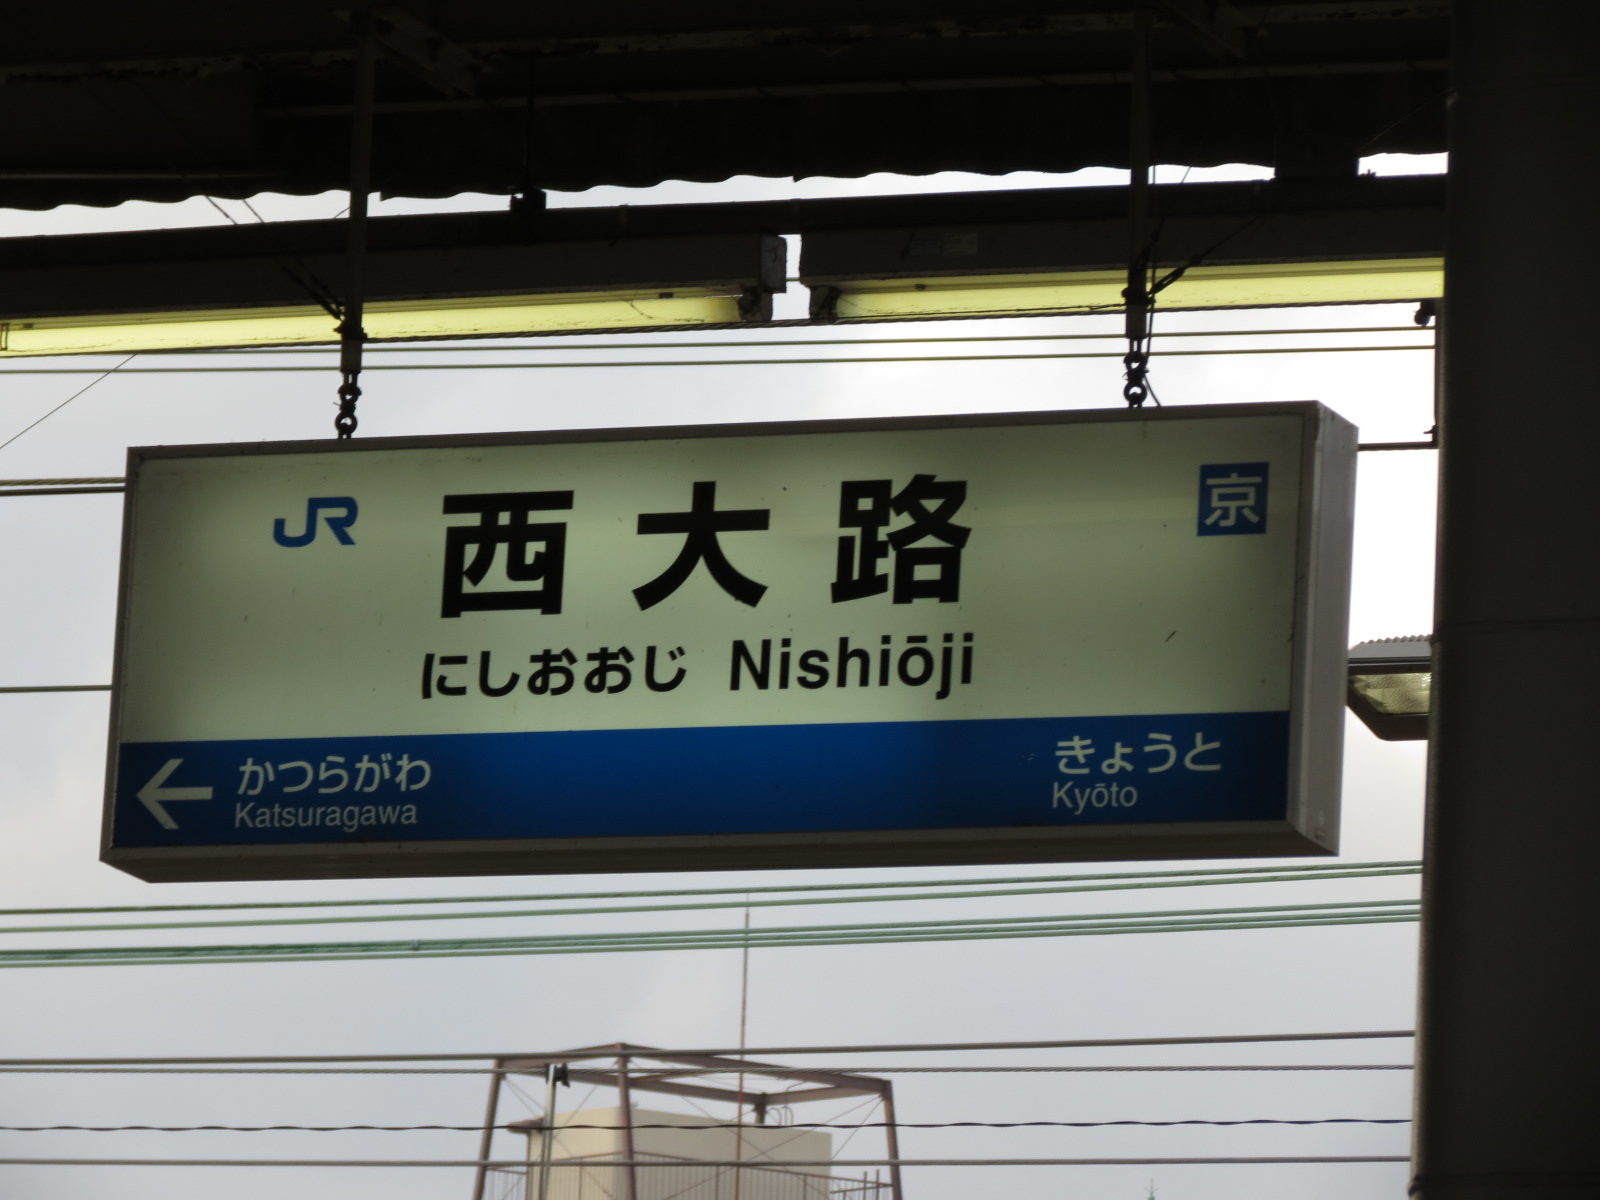 JR 西大路 京
にしおおじ Nishiōji
← かつらがわ きょうと
Katsuragawa Kyōto